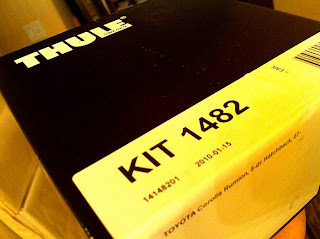 THULE
KIT 1482
14148201 2010-01-15
TOYOTA Corolla Rumion, 5-dr Hatchback, 07-